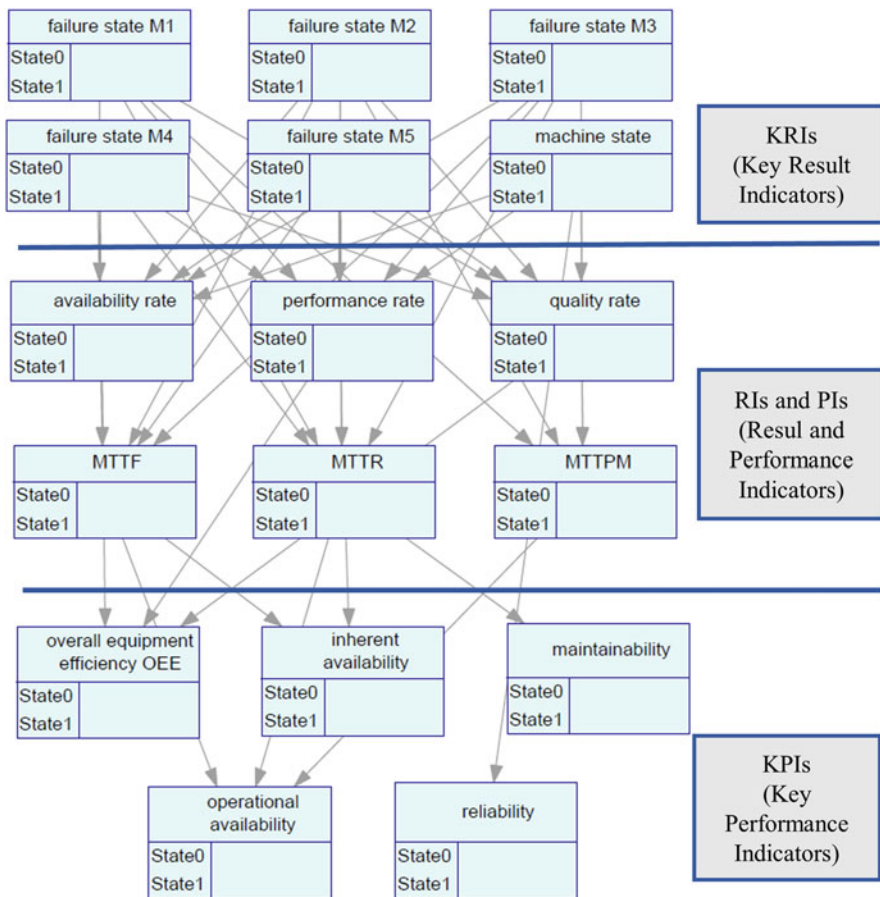 failure state M1
State0
State1
failure state M2
State0
State1
failure state M3
State0
State1
failure state M4
State0
State1
failure state M5
State0
State1
machine state
State0
State1
KRIs
(Key Result
Indicators)
availability rate
State0
State1
performance rate
State0
State1
quality rate
State0
State1
MTTF
State0
State1
MTTR
State0
State1
MTTPM
State0
State1
RIs and PIs
(Resul and
Performance
Indicators)
overall equipment
efficiency OEE
State0
State1
inherent
availability
State0
State1
maintainability
State0
State1
operational
availability
State0
State1
reliability
State0
State1
KPIs
(Key
Performance
Indicators)